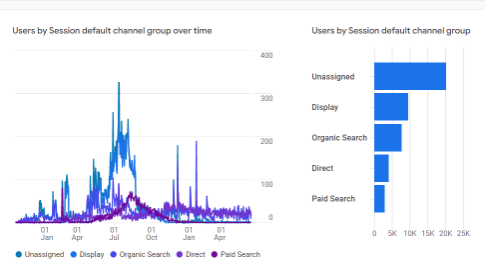 Users by Session default channel group over time
400
300
200
100
0
01 Jan
01 Apr
01 Jul
01 Oct
01 Jan
01 Apr
Unassigned Display Organic Search Direct Paid Search
Users by Session default channel group
Unassigned
Display
Organic Search
Direct
Paid Search
0 5K 10K 15K 20K 25K